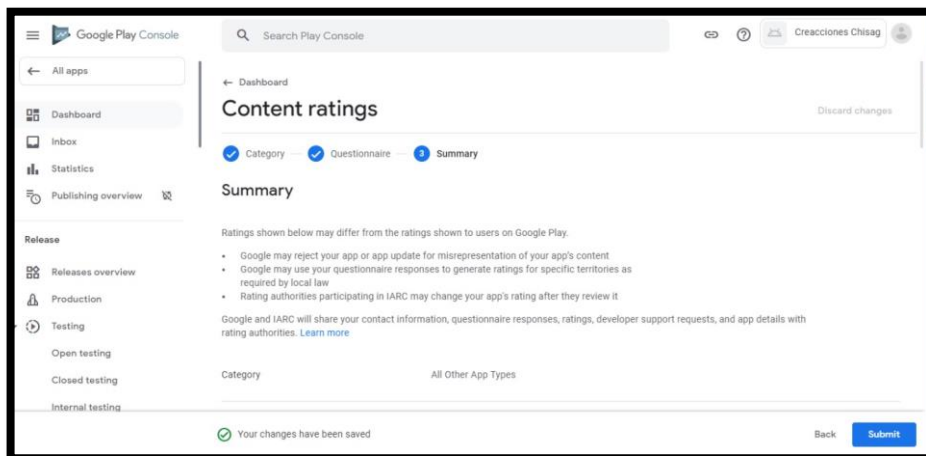 Google Play Console
Search Play Console
Creacciones Chisag
All apps
Dashboard
Inbox
Statistics
Publishing overview
Release
Releases overview
Production
Testing
Open testing
Closed testing
Internal testing
Dashboard
Content ratings
Discard changes
Category
Questionnaire
3 Summary
Summary
Ratings shown below may differ from the ratings shown to users on Google Play.
• Google may reject your app or app update for misrepresentation of your app's content
• Google may use your questionnaire responses to generate ratings for specific territories as
required by local law
• Rating authorities participating in IARC may change your app's rating after they review it
Google and IARC will share your contact information, questionnaire responses, ratings, developer support requests, and app details with
rating authorities. Learn more
Category All Other App Types
Your changes have been saved
Back
Submit